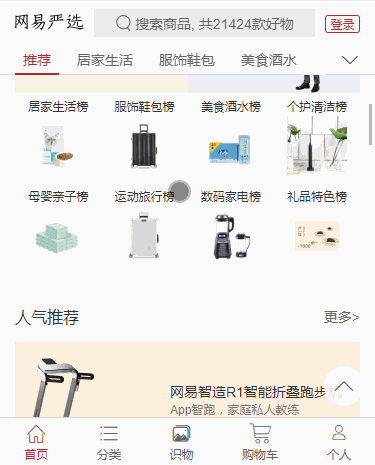 网易严选
搜索商品, 共21424款好物
登录
推荐 居家生活 服饰鞋包 美食酒水
居家生活榜 服饰鞋包榜 美食酒水榜 个护清洁榜
母婴亲子榜 运动旅行榜 数码家电榜 礼品特色榜
人气推荐 更多>
网易智造R1智能折叠跑步机
App智跑，家庭私人教练
首页 分类 识物 购物车 个人